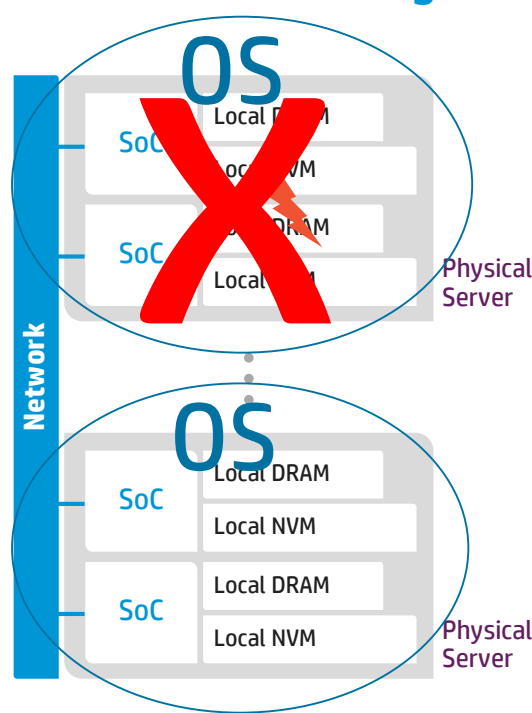 OS
SoC
Local
SoC
Local
Physical
Server
Network
OS
SoC
Local DRAM
Local NVM
SoC
Local DRAM
Local NVM
Physical
Server